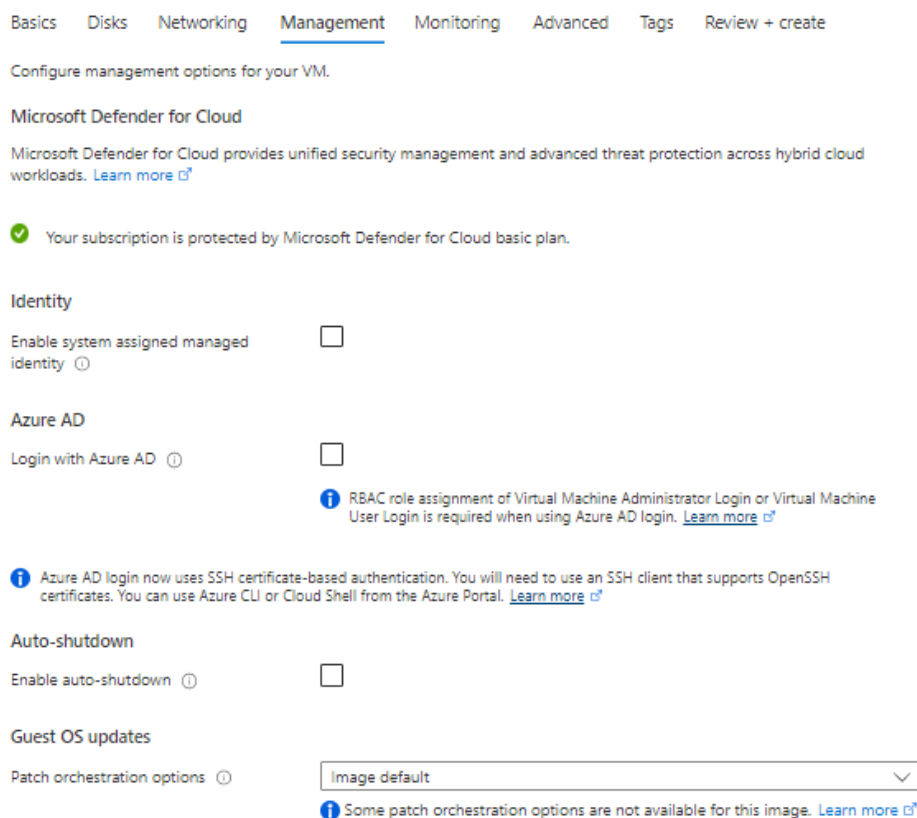 Basics Disks Networking Management Monitoring Advanced Tags Review + create
Configure management options for your VM.
Microsoft Defender for Cloud
Microsoft Defender for Cloud provides unified security management and advanced threat protection across hybrid cloud
workloads. Learn more
Your subscription is protected by Microsoft Defender for Cloud basic plan.
Identity
Enable system assigned managed
identity
Azure AD
Login with Azure AD
RBAC role assignment of Virtual Machine Administrator Login or Virtual Machine
User Login is required when using Azure AD login. Learn more
Azure AD login now uses SSH certificate-based authentication. You will need to use an SSH client that supports OpenSSH
certificates. You can use Azure CLI or Cloud Shell from the Azure Portal. Learn more
Auto-shutdown
Enable auto-shutdown
Guest OS updates
Patch orchestration options
Image default
Some patch orchestration options are not available for this image. Learn more